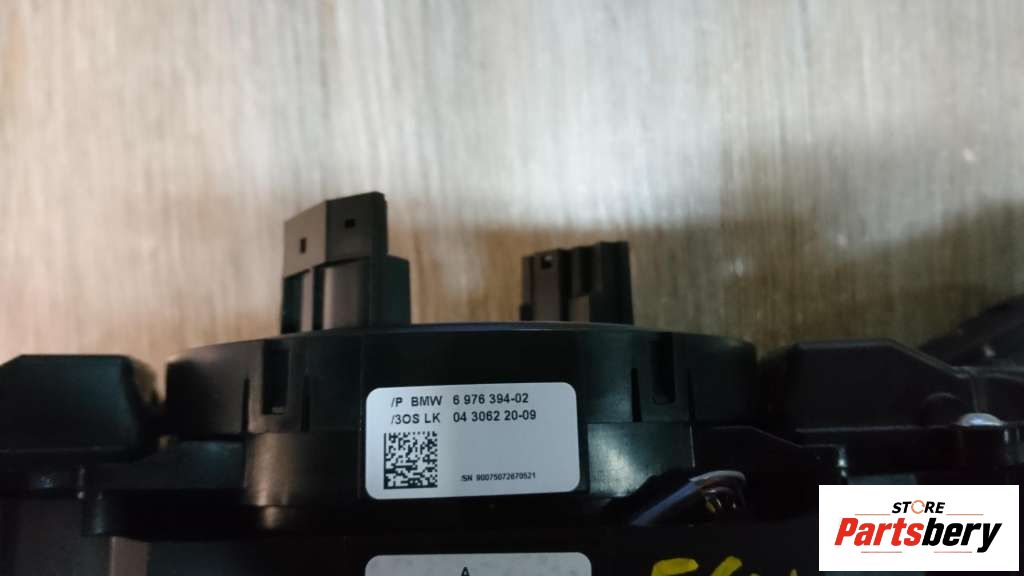 /P BMW 6 976 394-02
/3OS LK 04 3062 20-09
/SN 90075072670521
A
STORE
Partsbery